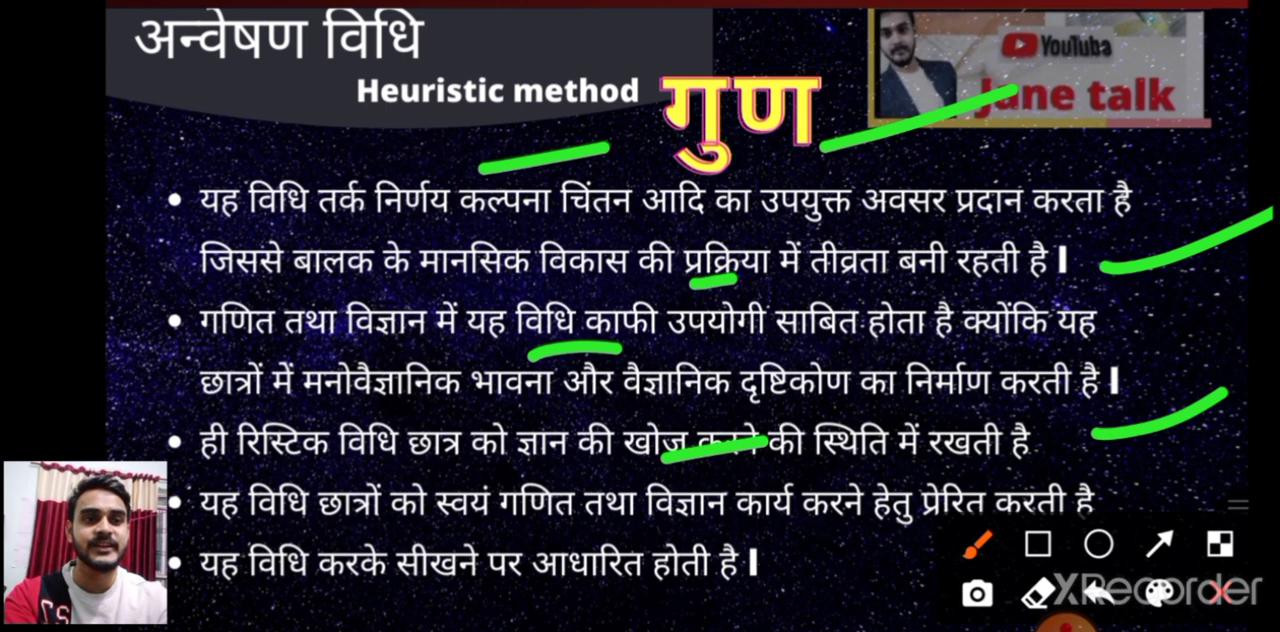 अन्वेषण विधि
Heuristic method
गुण
YouTube
Jane talk
• यह विधि तर्क निर्णय कल्पना चिंतन आदि का उपयुक्त अवसर प्रदान करता है
जिससे बालक के मानसिक विकास की प्रक्रिया में तीव्रता बनी रहती है I
• गणित तथा विज्ञान में यह विधि काफी उपयोगी साबित होता है क्योंकि यह
छात्रों में मनोवैज्ञानिक भावना और वैज्ञानिक दृष्टिकोण का निर्माण करती है I
• ही रिस्टिक विधि छात्र को ज्ञान की खोज करने की स्थिति में रखती है
• यह विधि छात्रों को स्वयं गणित तथा विज्ञान कार्य करने हेतु प्रेरित करती है
• यह विधि करके सीखने पर आधारित होती है I
XRecorder